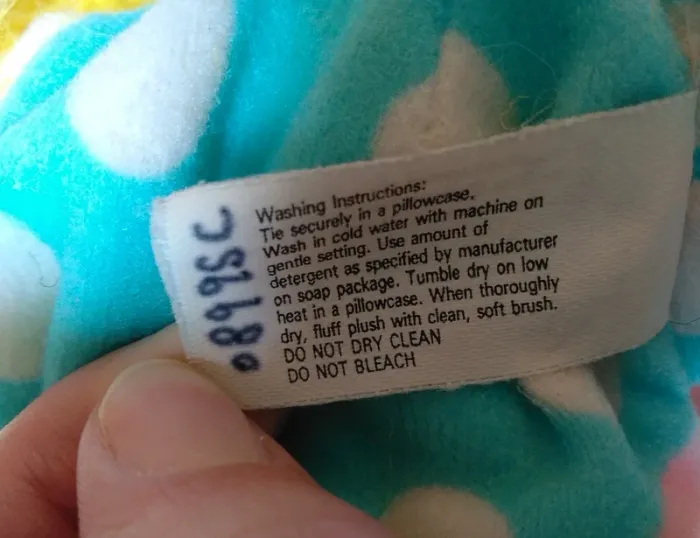 Washing Instructions:
Tie securely in a pillowcase.
Wash in cold water with machine on
gentle setting. Use amount of
detergent as specified by manufacturer
on soap package. Tumble dry on low
heat in a pillowcase. When thoroughly
dry, fluff plush with clean, soft brush.
DO NOT DRY CLEAN
DO NOT BLEACH
0899SC